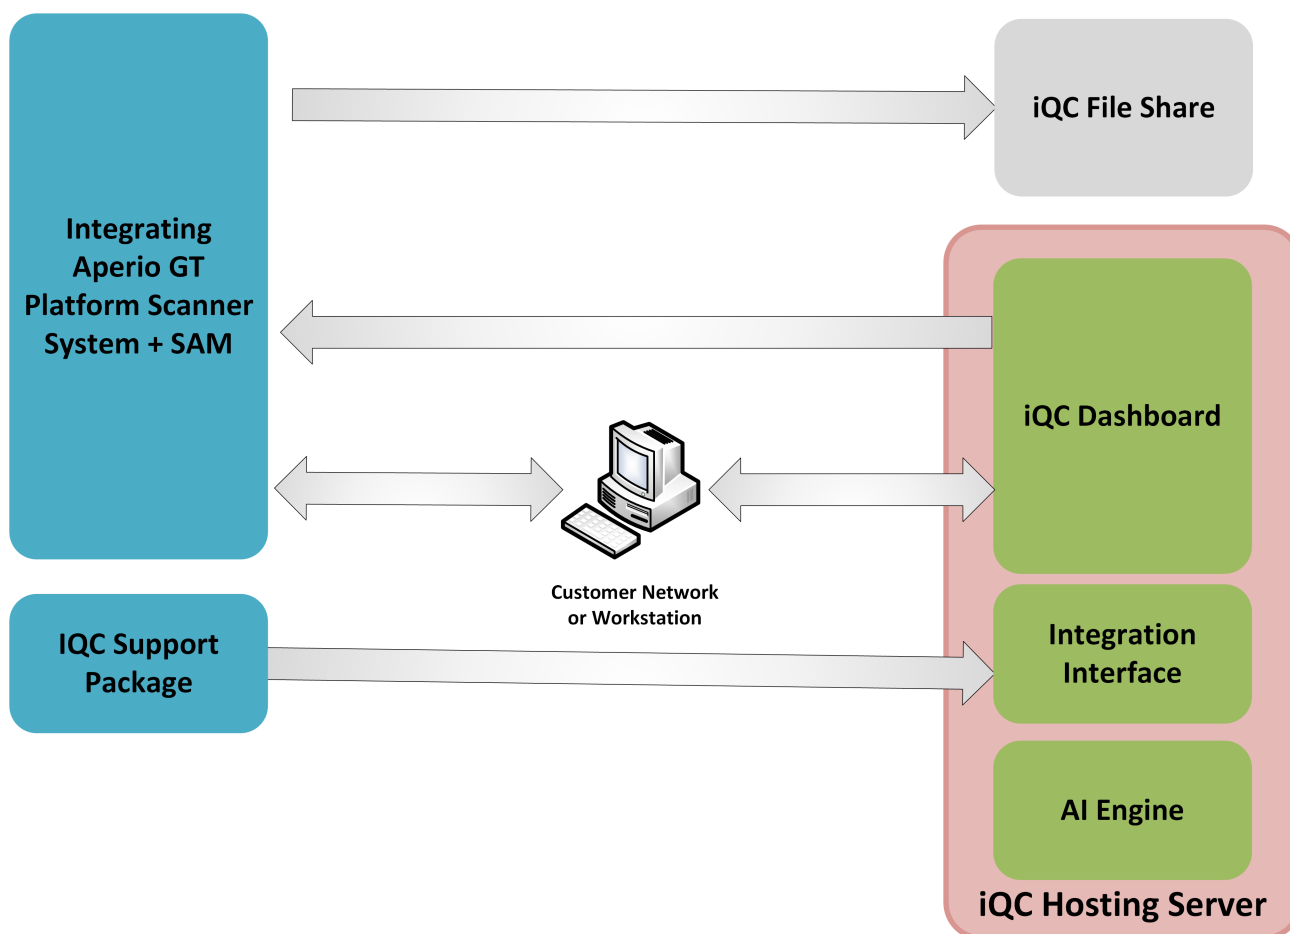 Integrating
Aperio GT
Platform Scanner
System + SAM
iQC File Share
iQC Dashboard
Customer Network
or Workstation
IQC Support
Package
Integration
Interface
AI Engine
iQC Hosting Server